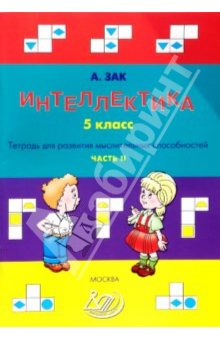 А. ЗАК
ИНТЕЛЛЕКТИКА
5 класс
Тетрадь для развития мыслительных способностей
ЧАСТЬ II
МОСКВА